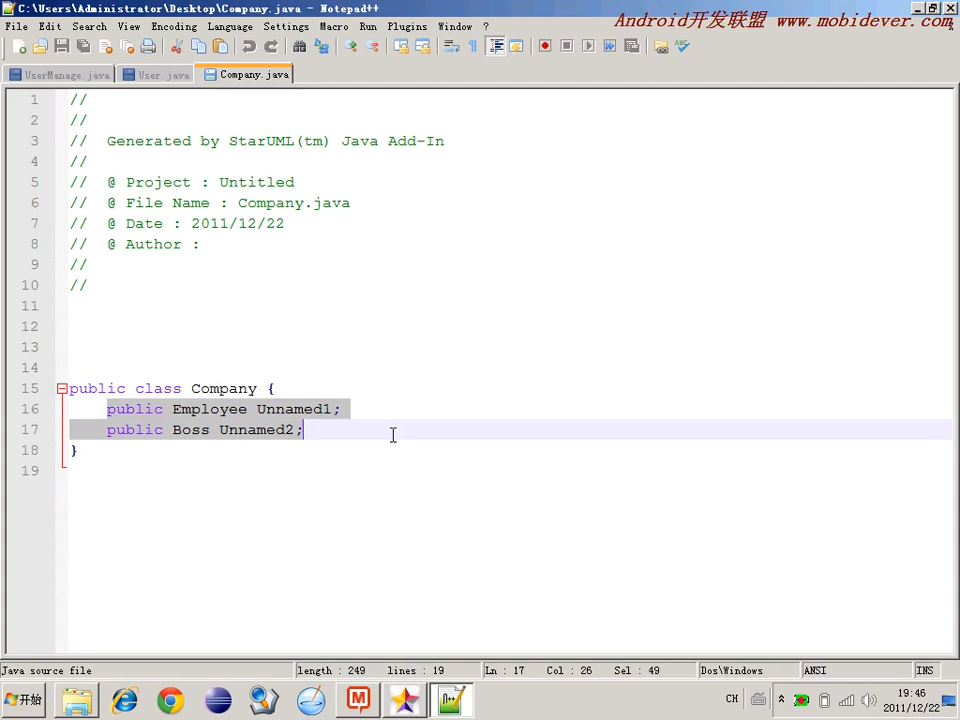 C:\Users\Administrator\Desktop\Company.java - Notepad++
File Edit Search View Encoding Language Settings Macro Run Plugins Window ?
Android开发联盟 www.mobidever.com
UserManage.java User.java Company.java
1 //
2 //
3 // Generated by StarUML(tm) Java Add-In
4 //
5 // @ Project : Untitled
6 // @ File Name : Company.java
7 // @ Date : 2011/12/22
8 // @ Author :
9 //
10 //
11
12
13
14
15 public class Company {
16 public Employee Unnamed1;
17 public Boss Unnamed2;
18 }
19
Java source file length : 249 lines : 19 Ln : 17 Col : 26 Sel : 49 Dos\Windows ANSI INS
开始 CH 19:46
2011/12/22